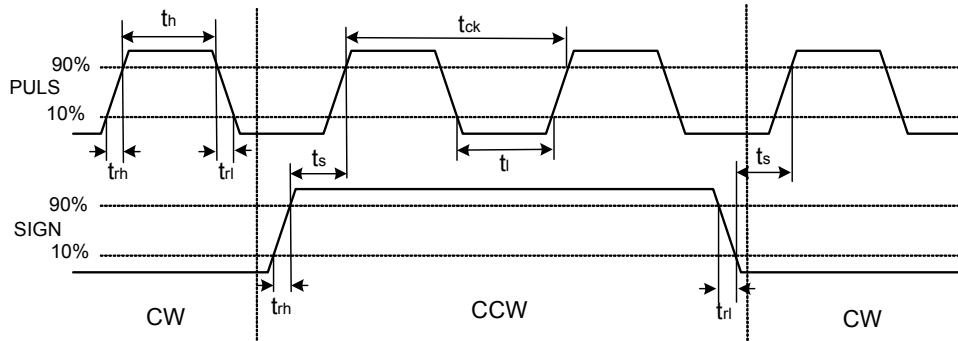 th
tck
90%
PULS
10%
trh
trl
ts
tl
ts
90%
SIGN
10%
trh
trl
CW
CCW
CW